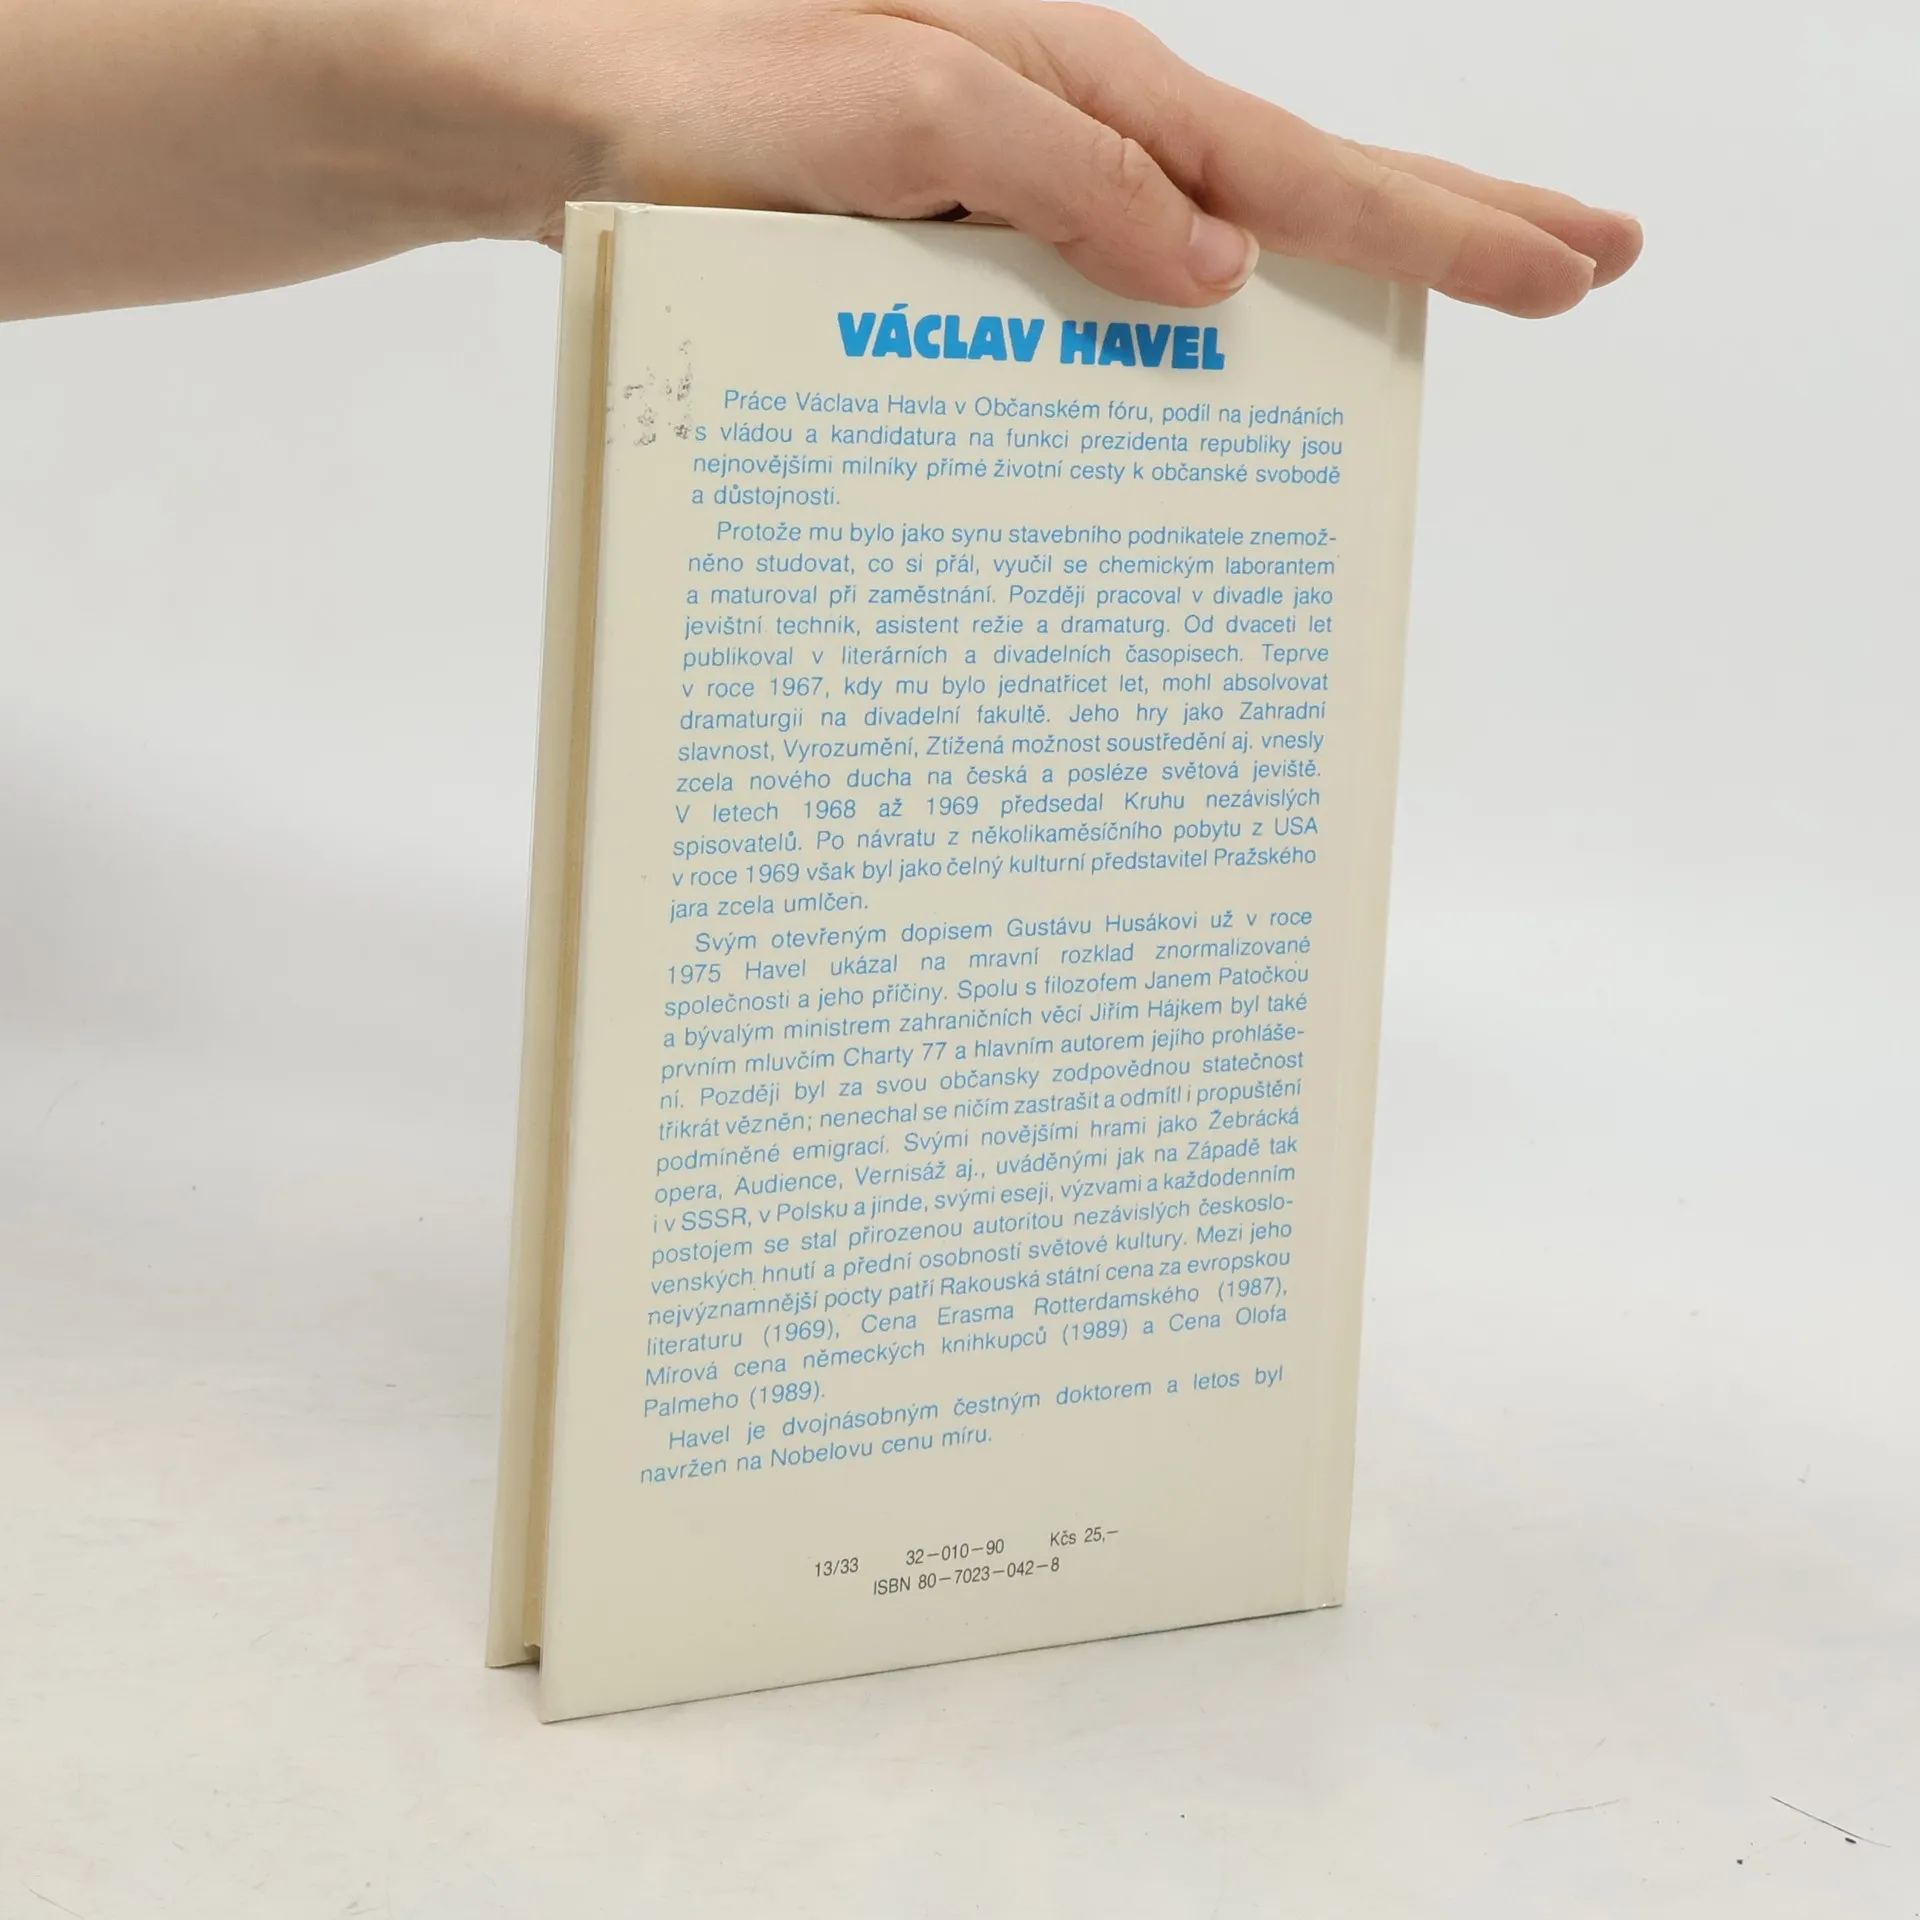 VÁCLAV HAVEL
Práce Václava Havla v Občanském fóru, podíl na jednáních
s vládou a kandidatura na funkci prezidenta republiky jsou
nejnovějšími milníky přímé životní cesty k občanské svobodě
a důstojnosti.
Protože mu bylo jako synu stavebního podnikatele znemož-
něno studovat, co si přál, vyučil se chemickým laborantem
a maturoval při zaměstnání. Později pracoval v divadle jako
jevištní technik, asistent režie a dramaturg. Od dvaceti let
publikoval v literárních a divadelních časopisech. Teprve
v roce 1967, kdy mu bylo jednatřicet let, mohl absolvovat
dramaturgii na divadelní fakultě. Jeho hry jako Zahradní
slavnost, Vyrozumění, Ztížená možnost soustředění aj. vnesly
zcela nového ducha na česká a posléze světová jeviště.
V letech 1968 až 1969 předsedal Kruhu nezávislých
spisovatelů. Po návratu z několikaměsíčního pobytu z USA
v roce 1969 však byl jako čelný kulturní představitel Pražského
jara zcela umlčen.
Svým otevřeným dopisem Gustávu Husákovi už v roce
1975 Havel ukázal na mravní rozklad znormalizované
společnosti a jeho příčiny. Spolu s filozofem Janem Patočkou
a bývalým ministrem zahraničních věcí Jiřím Hájkem byl také
prvním mluvčím Charty 77 a hlavním autorem jejího prohláše-
ní. Později byl za svou občansky zodpovědnou statečnost
třikrát vězněn; nenechal se ničím zastrašit a odmítl i propuštění
podmíněné emigrací. Svými novějšími hrami jako Žebrácká
opera, Audience, Vernisáž aj., uváděnými jak na Západě tak
i v SSSR, v Polsku a jinde, svými eseji, výzvami a každodenním
postojem se stal přirozenou autoritou nezávislých českoslo-
venských hnutí a přední osobností světové kultury. Mezi jeho
nejvýznamnější pocty patří Rakouská státní cena za evropskou
literaturu (1969), Cena Erasma Rotterdamského (1987),
Mírová cena německých knihkupců (1989) a Cena Olofa
Palmeho (1989).
Havel je dvojnásobným čestným doktorem a letos byl
navržen na Nobelovu cenu míru.
13/33 32—010—90 Kčs 25,—
ISBN 80—7023—042—8